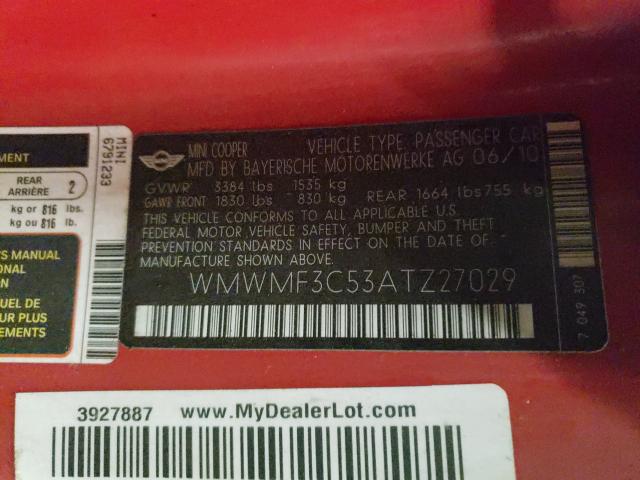 MENT
REAR
ARRIÈRE 2
kg or 816 lbs.
kg ou 816 lb.
'S MANUAL
ONAL
TION
UEL DE
UR PLUS
EMENTS
MINI
6791233
MINI COOPER VEHICLE TYPE: PASSENGER CAR
MFD BY BAYERISCHE MOTORENWERKE AG 06/10
GVWR 3384 lbs 1535 kg
GAWR FRONT 1830 lbs 830 kg REAR 1664 lbs 755 kg
THIS VEHICLE CONFORMS TO ALL APPLICABLE U.S.
FEDERAL MOTOR VEHICLE SAFETY, BUMPER AND THEFT
PREVENTION STANDARDS IN EFFECT ON THE DATE OF
MANUFACTURE SHOWN ABOVE.
WMWMF3C53ATZ27029
7 049 307
3927887 www.MyDealerLot.com